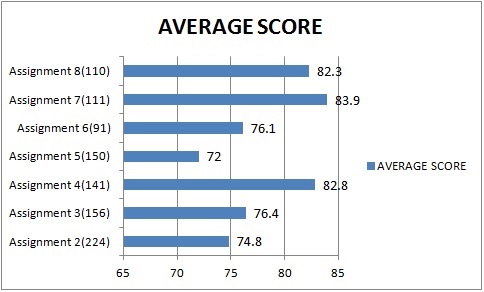 AVERAGE SCORE
Assignment 8(110) 82.3
Assignment 7(111) 83.9
Assignment 6(91) 76.1
Assignment 5(150) 72
Assignment 4(141) 82.8
Assignment 3(156) 76.4
Assignment 2(224) 74.8
65 70 75 80 85
AVERAGE SCORE